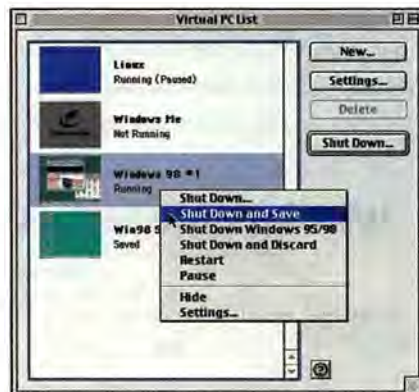 Virtual PC List
Linux
Running (Paused)
Windows Me
Not Running
Windows 98 #1
Running
Win98 S
Saved
New...
Settings...
Delete
Shut Down...
Shut Down...
Shut Down and Save
Shut Down Windows 95/98
Shut Down and Discard
Restart
Pause
Hide
Settings...
?